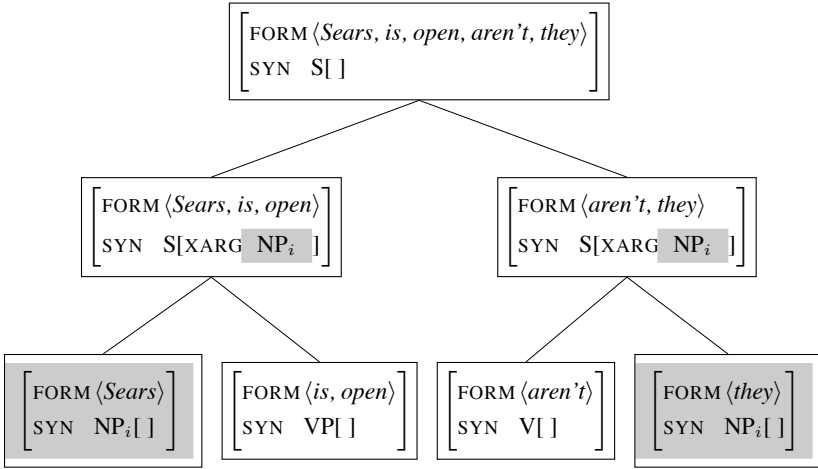 FORM ⟨Sears, is, open, aren't, they⟩
SYN S[ ]
FORM ⟨Sears, is, open⟩
SYN S[XARG NPᵢ ]
FORM ⟨aren't, they⟩
SYN S[XARG NPᵢ ]
FORM ⟨Sears⟩
SYN NPᵢ[ ]
FORM ⟨is, open⟩
SYN VP[ ]
FORM ⟨aren't⟩
SYN V[ ]
FORM ⟨they⟩
SYN NPᵢ[ ]